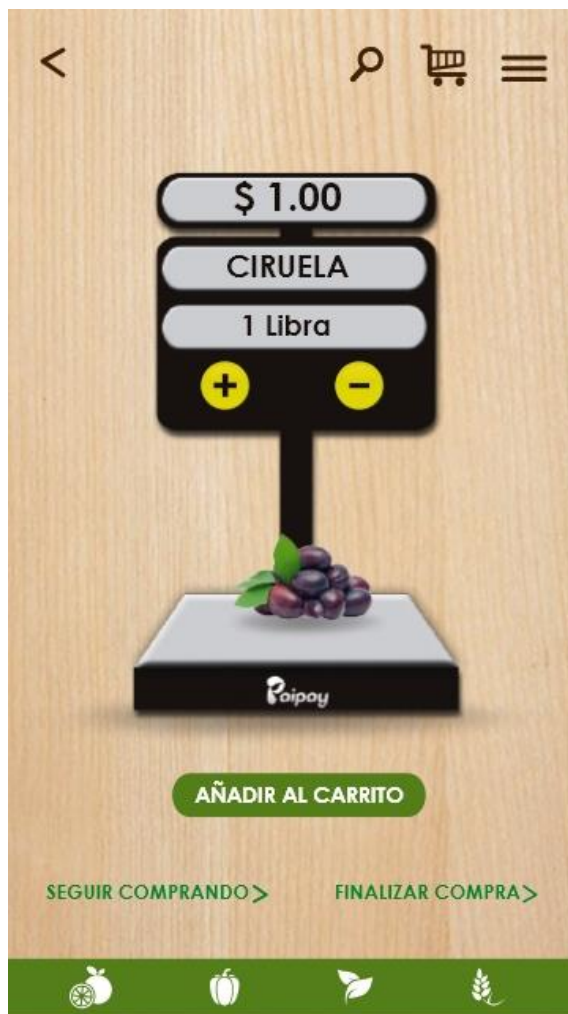 $ 1.00
CIRUELA
1 Libra
Paipay
AÑADIR AL CARRITO
SEGUIR COMPRANDO >
FINALIZAR COMPRA >